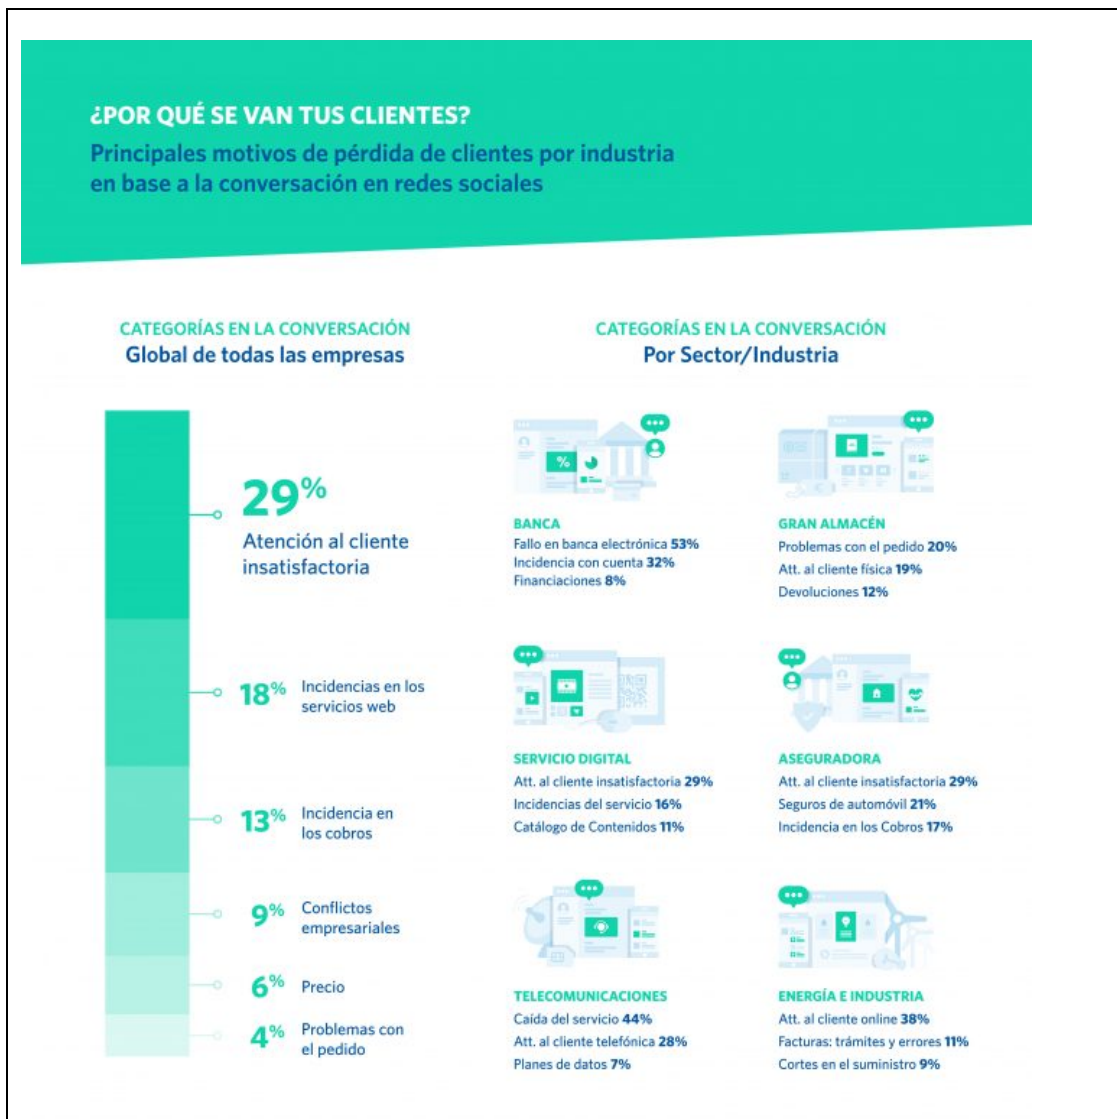 ¿POR QUÉ SE VAN TUS CLIENTES?
Principales motivos de pérdida de clientes por industria
en base a la conversación en redes sociales
CATEGORÍAS EN LA CONVERSACIÓN
Global de todas las empresas
29%
Atención al cliente
insatisfactoria
18% Incidencias en los
servicios web
13% Incidencia en
los cobros
9% Conflictos
empresariales
6% Precio
4% Problemas con
el pedido
CATEGORÍAS EN LA CONVERSACIÓN
Por Sector/Industria
%
BANCA
Fallo en banca electrónica 53%
Incidencia con cuenta 32%
Financiaciones 8%
GRAN ALMACÉN
Problemas con el pedido 20%
Att. al cliente física 19%
Devoluciones 12%
SERVICIO DIGITAL
Att. al cliente insatisfactoria 29%
Incidencias del servicio 16%
Catálogo de Contenidos 11%
ASEGURADORA
Att. al cliente insatisfactoria 29%
Seguros de automóvil 21%
Incidencia en los Cobros 17%
TELECOMUNICACIONES
Caída del servicio 44%
Att. al cliente telefónica 28%
Planes de datos 7%
ENERGÍA E INDUSTRIA
Att. al cliente online 38%
Facturas: trámites y errores 11%
Cortes en el suministro 9%